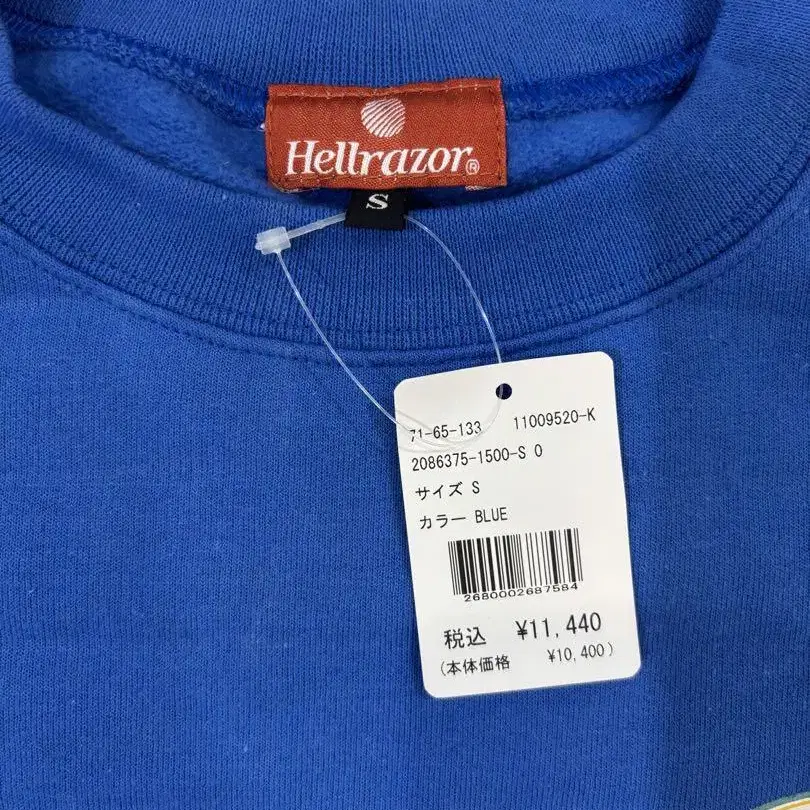 Hellrazor®
S
71-65-133 11009520-K
2086375-1500-S 0
サイズ S
カラー BLUE
2680002687584
税込 ¥11,440
(本体価格 ¥10,400)